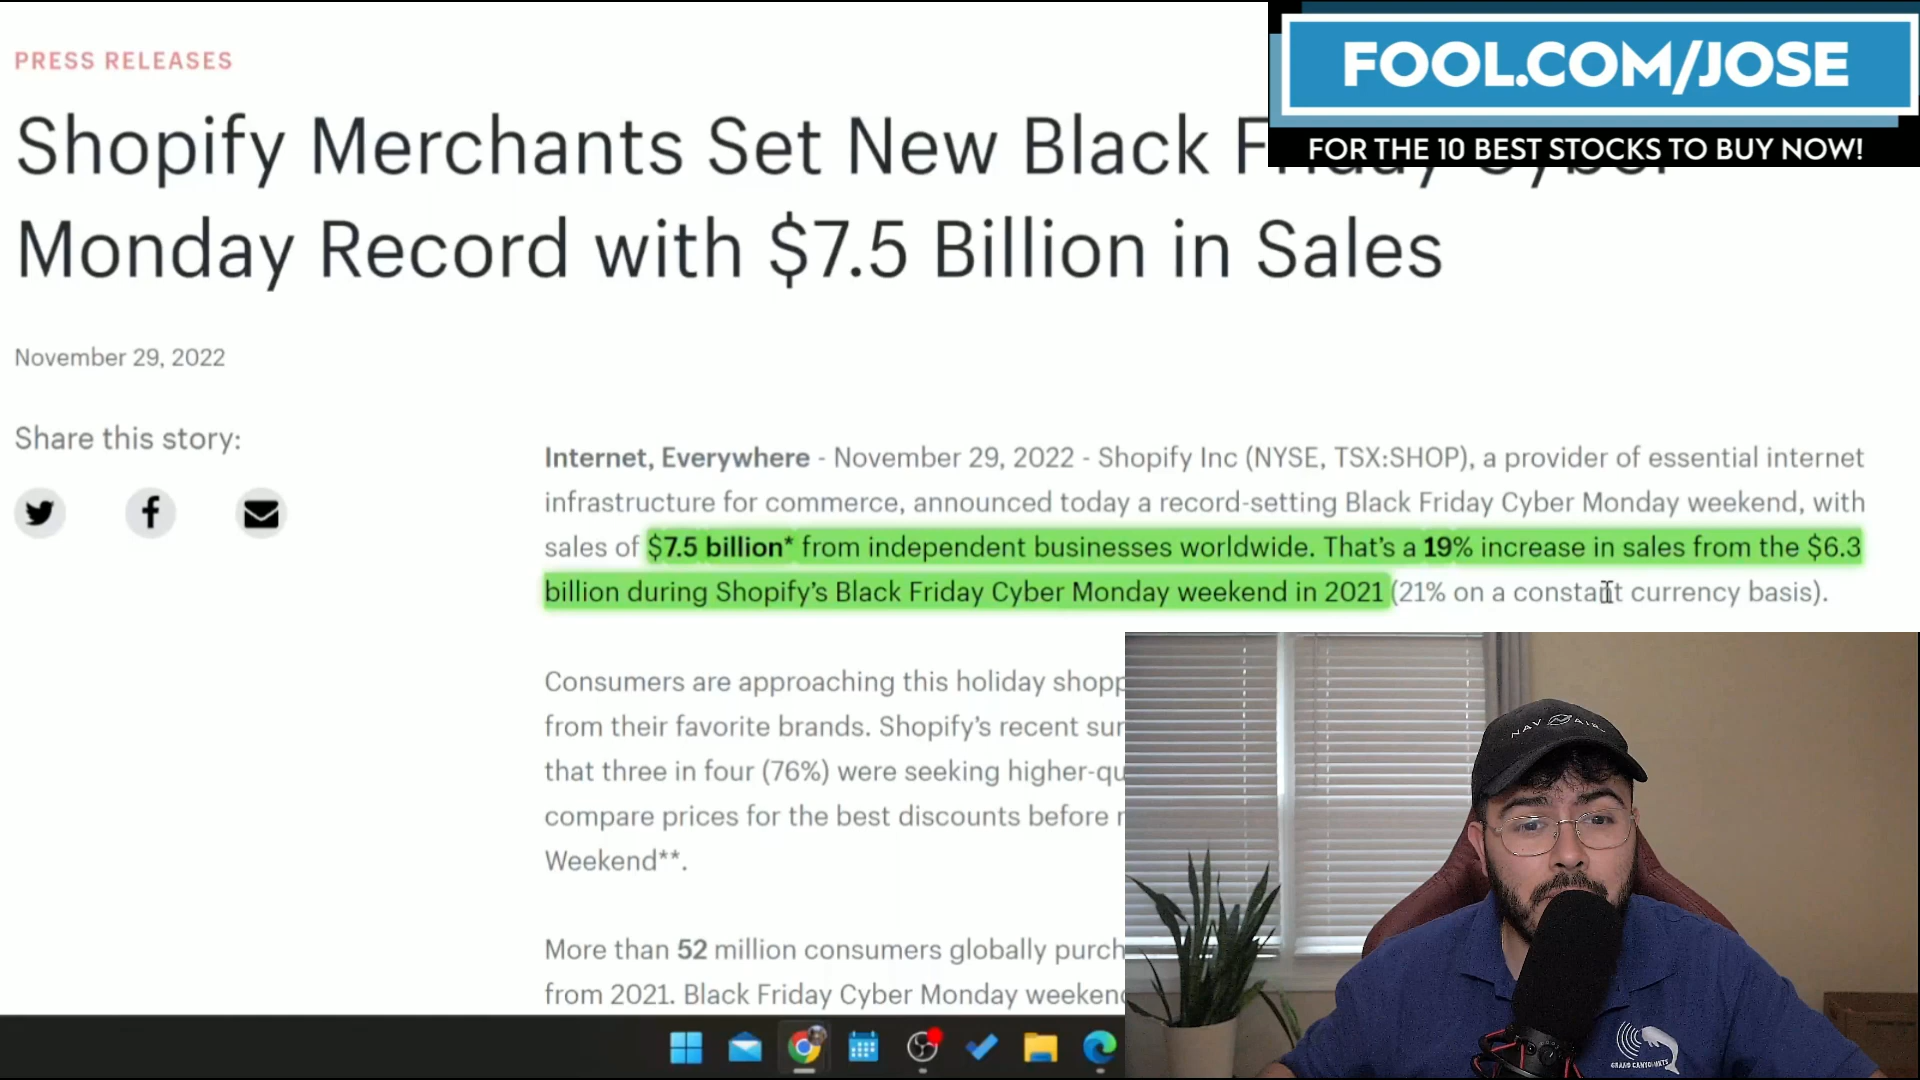 FOOL.COM/JOSE
FOR THE 10 BEST STOCKS TO BUY NOW!
PRESS RELEASES
Shopify Merchants Set New Black Friday Cyber
Monday Record with $7.5 Billion in Sales
November 29, 2022
Share this story:
Internet, Everywhere - November 29, 2022 - Shopify Inc (NYSE, TSX:SHOP), a provider of essential internet
infrastructure for commerce, announced today a record-setting Black Friday Cyber Monday weekend, with
sales of $7.5 billion* from independent businesses worldwide. That's a 19% increase in sales from the $6.3
billion during Shopify's Black Friday Cyber Monday weekend in 2021 (21% on a constant currency basis).
Consumers are approaching this holiday shopp
from their favorite brands. Shopify's recent sur
that three in four (76%) were seeking higher-qu
compare prices for the best discounts before
Weekend**.
More than 52 million consumers globally purch
from 2021. Black Friday Cyber Monday weekend
NAV AIR